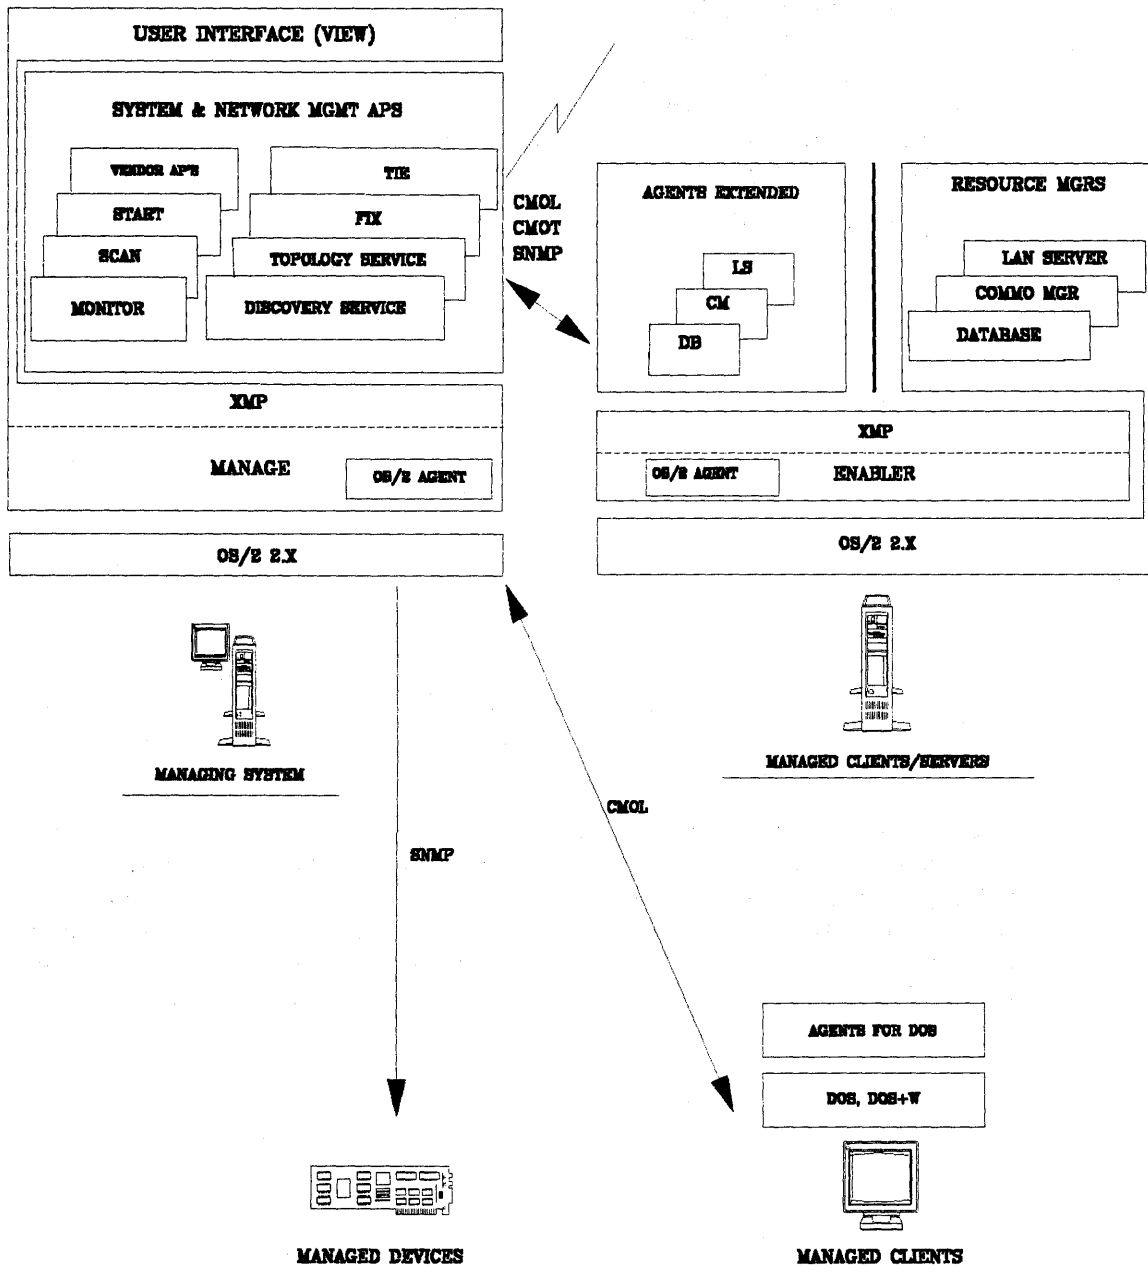 USER INTERFACE (VIEW)
SYSTEM & NETWORK MGMT APS
VENDOR AP'S
START
SCAN
MONITOR
TIE
FIX
TOPOLOGY SERVICE
DISCOVERY SERVICE
XMP
MANAGE
OS/2 AGENT
OS/2 2.X
CMOL
CMOT
SNMP
AGENTS EXTENDED
LS
CM
DB
RESOURCE MGRS
LAN SERVER
COMMO MGR
DATABASE
XMP
OS/2 AGENT
ENABLER
OS/2 2.X
MANAGING SYSTEM
MANAGED CLIENTS/SERVERS
CMOL
SNMP
AGENTS FOR DOS
DOS, DOS+W
MANAGED DEVICES
MANAGED CLIENTS